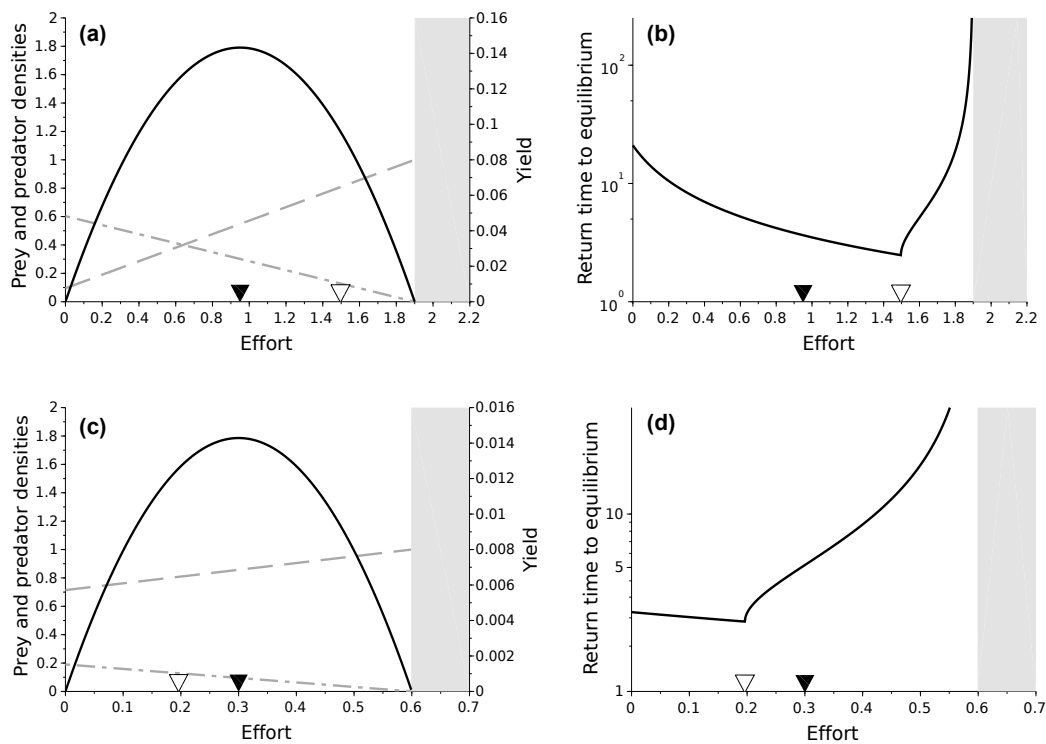 (a)
Prey and predator densities
2
1.8
1.6
1.4
1.2
1
0.8
0.6
0.4
0.2
0
0.16
0.14
0.12
0.1
0.08
0.06
0.04
0.02
0
Yield
0 0.2 0.4 0.6 0.8 1 1.2 1.4 1.6 1.8 2 2.2
Effort
(b)
Return time to equilibrium
10²
10¹
10⁰
0 0.2 0.4 0.6 0.8 1 1.2 1.4 1.6 1.8 2 2.2
Effort
(c)
Prey and predator densities
2
1.8
1.6
1.4
1.2
1
0.8
0.6
0.4
0.2
0
0.016
0.014
0.012
0.010
0.008
0.006
0.004
0.002
0
Yield
0 0.1 0.2 0.3 0.4 0.5 0.6 0.7
Effort
(d)
Return time to equilibrium
10
5
1
0 0.1 0.2 0.3 0.4 0.5 0.6 0.7
Effort